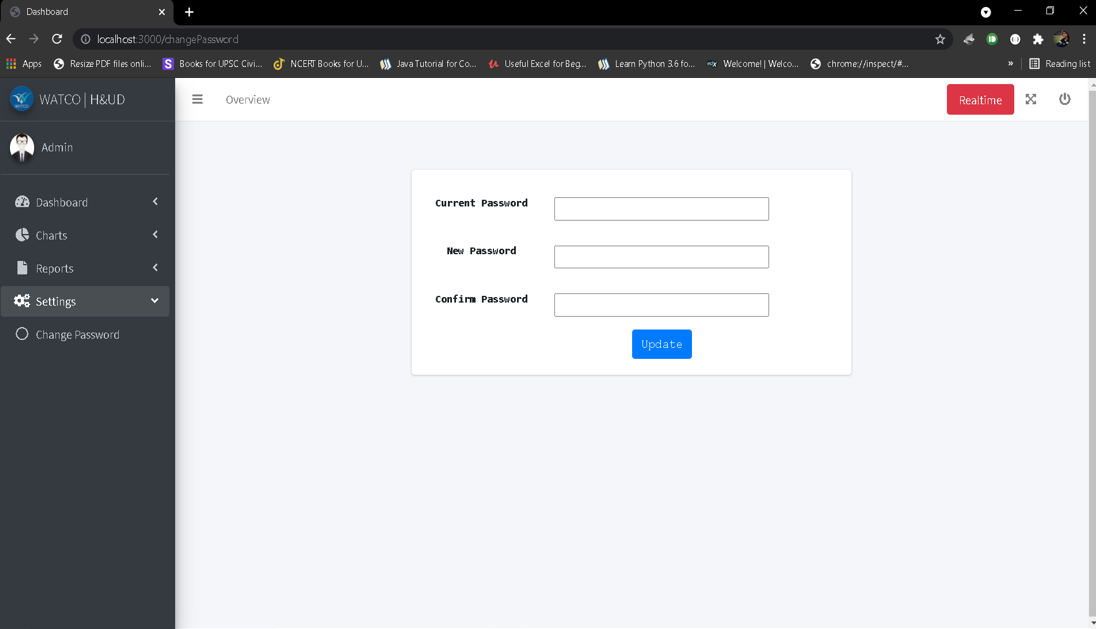 Dashboard
localhost:3000/changePassword
Apps Resize PDF files onli... Books for UPSC Civi... NCERT Books for U... Java Tutorial for Co... Useful Excel for Beg... Learn Python 3.6 fo... Welcome! | Welco... chrome://inspect/#... » Reading list
WATCO | H&UD
Overview
Realtime
Admin
Dashboard
Charts
Reports
Settings
Change Password
Current Password
New Password
Confirm Password
Update